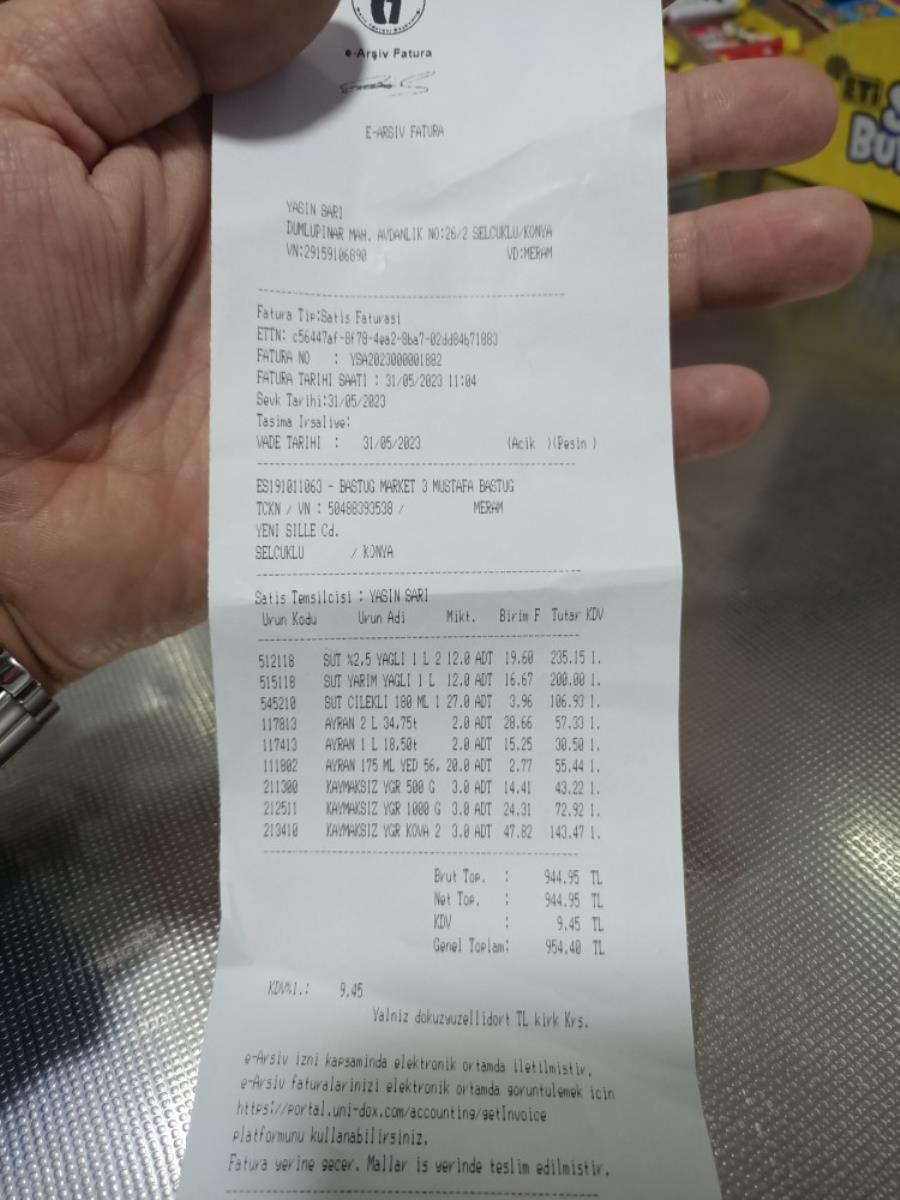 e-Arşiv Fatura
E-ARSIV FATURA
YASIN SARI
DUMLUPINAR MAH. AVDANLIK NO:26/2 SELCUKLU/KONYA
VN:29159106890 VD:MERAM
Fatura Tip:Satis Faturasi
ETTN: c56447af-8f78-4ea2-8ba7-02dd84b71883
FATURA NO : YSA2023000001882
FATURA TARIHI SAATI : 31/05/2023 11:04
Sevk Tarihi:31/05/2023
Tasima Irsaliye:
VADE TARIHI : 31/05/2023 (Acik )(Pesin )
ES191011063 - BASTUG MARKET 3 MUSTAFA BASTUG
TCKN / VN : 50488393538 / MERAM
YENI SILLE Cd.
SELCUKLU / KONYA
Satis Temsilcisi : YASIN SARI
Urun Kodu Urun Adi Mikt. Birim F Tutar KDV
512118 SUT %2,5 YAGLI 1 L 2 12.0 ADT 19.60 235.15 1.
515118 SUT YARIM YAGLI 1 L 12.0 ADT 16.67 200.00 1.
545210 SUT CILEKLI 180 ML 1 27.0 ADT 3.96 106.93 1.
117813 AYRAN 2 L 34,75t 2.0 ADT 28.66 57.33 1.
117413 AYRAN 1 L 18,50t 2.0 ADT 15.25 30.50 1.
111802 AYRAN 175 ML YED 56, 20.0 ADT 2.77 55.44 1.
211300 KAYMAKSIZ YGR 500 G 3.0 ADT 14.41 43.22 1.
212511 KAYMAKSIZ YGR 1000 G 3.0 ADT 24.31 72.92 1.
213410 KAYMAKSIZ YGR KOVA 2 3.0 ADT 47.82 143.47 1.
Brut Top. : 944.95 TL
Net Top. : 944.95 TL
KDV : 9.45 TL
Genel Toplam: 954.40 TL
KDV%1.: 9.45
Yalniz dokuzyuzellidort TL kirk Krs.
e-Arsiv izni kapsaminda elektronik ortamda iletilmistir.
e-Arsiv faturalarinizi elektronik ortamda goruntulemek icin
https://portal.uni-dox.com/accounting/getInvoice
platformunu kullanabilirsiniz.
Fatura yerine gecer. Mallar is yerinde teslim edilmistir.
ETi